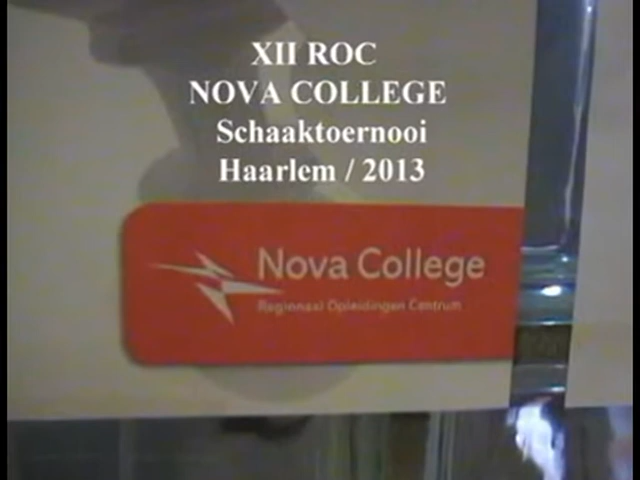 XII ROC
NOVA COLLEGE
Schaaktoernooi
Haarlem / 2013
Nova College
Regionaal Opleidingen Centrum